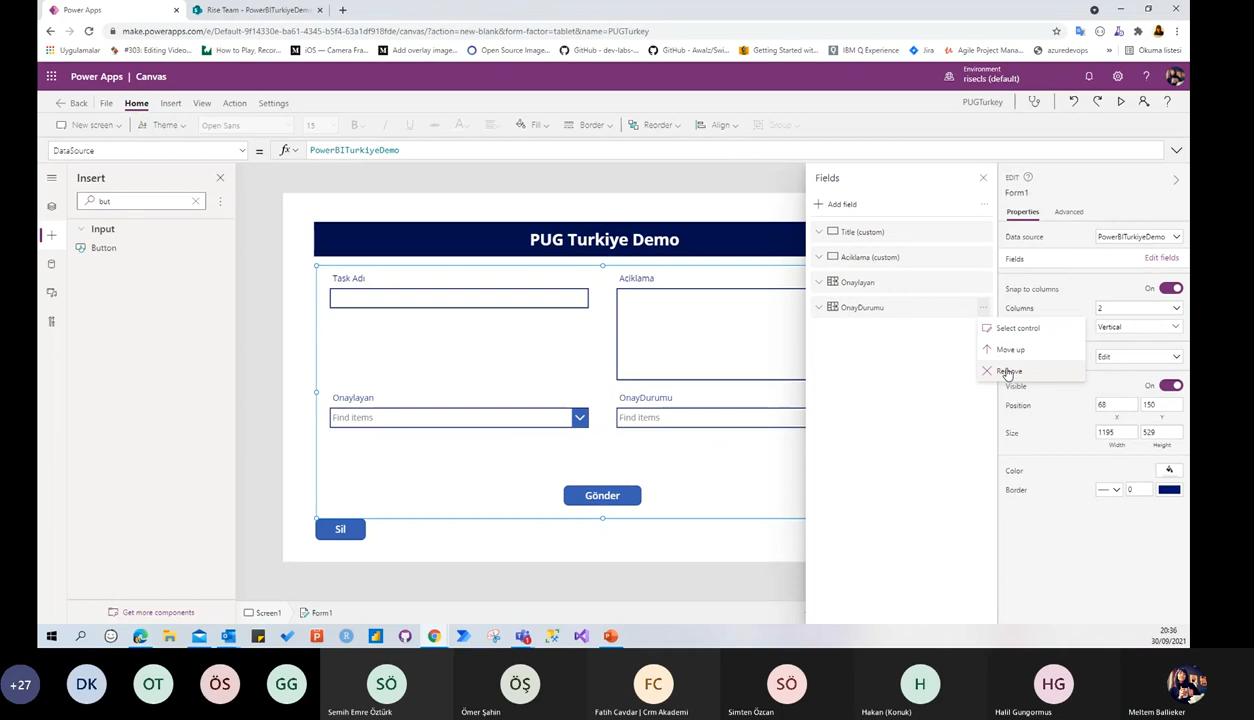 Power Apps
Rise Team - PowerBITurkiyeDemo
make.powerapps.com/e/Default-9f14330e-ba61-4345-b5f4-63a1df918fde/canvas/?action=new-blank&form-factor=tablet&name=PUGTurkey
Uygulamalar
#303: Editing Video...
How to Play, Recor...
iOS — Camera Fra...
Add overlay image...
Open Source Imag...
GitHub - dev-labs-...
GitHub - Awalz/Swi...
Getting Started wit...
IBM Q Experience
Jira
Agile Project Mana...
azuredevops
»
Okuma listesi
Power Apps | Canvas
Environment
risecls (default)
Back
File
Home
Insert
View
Action
Settings
PUGTurkey
New screen
Theme
Open Sans
15
B
Fill
Border
Reorder
Align
Group
DataSource
=
fx
PowerBITurkiyeDemo
Insert
but
Input
Button
Get more components
PUG Turkiye Demo
Task Adı
Aciklama
Onaylayan
Find items
OnayDurumu
Find items
Gönder
Sil
Screen1
Form1
Fields
Add field
Title (custom)
Aciklama (custom)
Onaylayan
OnayDurumu
Select control
Move up
Remove
EDIT
Form1
Properties
Advanced
Data source
PowerBITurkiyeDemo
Fields
Edit fields
Snap to columns
On
Columns
2
Vertical
Edit
Visible
On
Position
68
150
X
Y
Size
1195
529
Width
Height
Color
Border
0
20:36
30/09/2021
+27
DK
OT
ÖS
GG
SÖ
Semih Emre Öztürk
ÖŞ
Ömer Şahin
FC
Fatih Cavdar | Crm Akademi
SÖ
Simten Özcan
H
Hakan (Konuk)
HG
Halil Gungormus
Meltem Ballieker